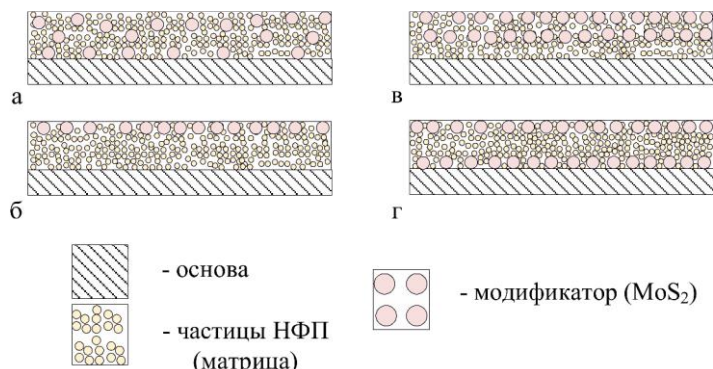 а
в
б
г
- основа
- модификатор (MoS₂)
- частицы НФП
(матрица)